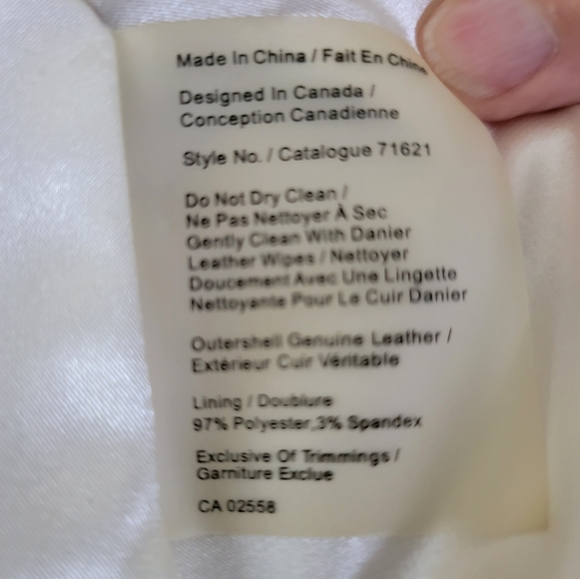 Made In China / Fait En Chine
Designed In Canada /
Conception Canadienne
Style No. / Catalogue 71621
Do Not Dry Clean /
Ne Pas Nettoyer À Sec
Gently Clean With Danier
Leather Wipes / Nettoyer
Doucement Avec Une Lingette
Nettoyante Pour Le Cuir Danier
Outershell Genuine Leather /
Extérieur Cuir Véritable
Lining / Doublure
97% Polyester,3% Spandex
Exclusive Of Trimmings /
Garniture Exclue
CA 02558